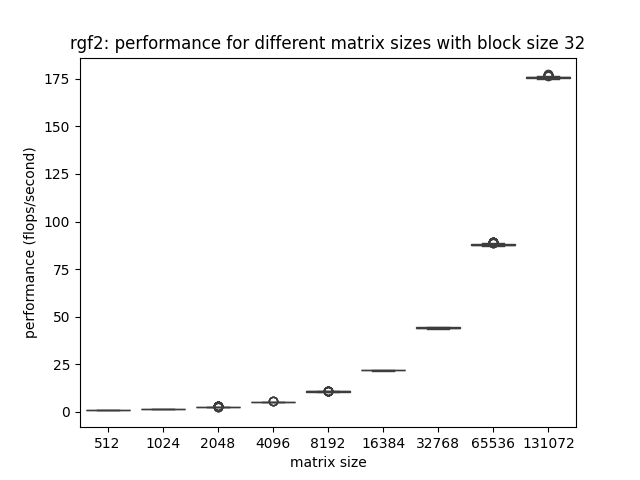 rgf2: performance for different matrix sizes with block size 32
performance (flops/second)
175
150
125
100
75
50
25
0
512 1024 2048 4096 8192 16384 32768 65536 131072
matrix size